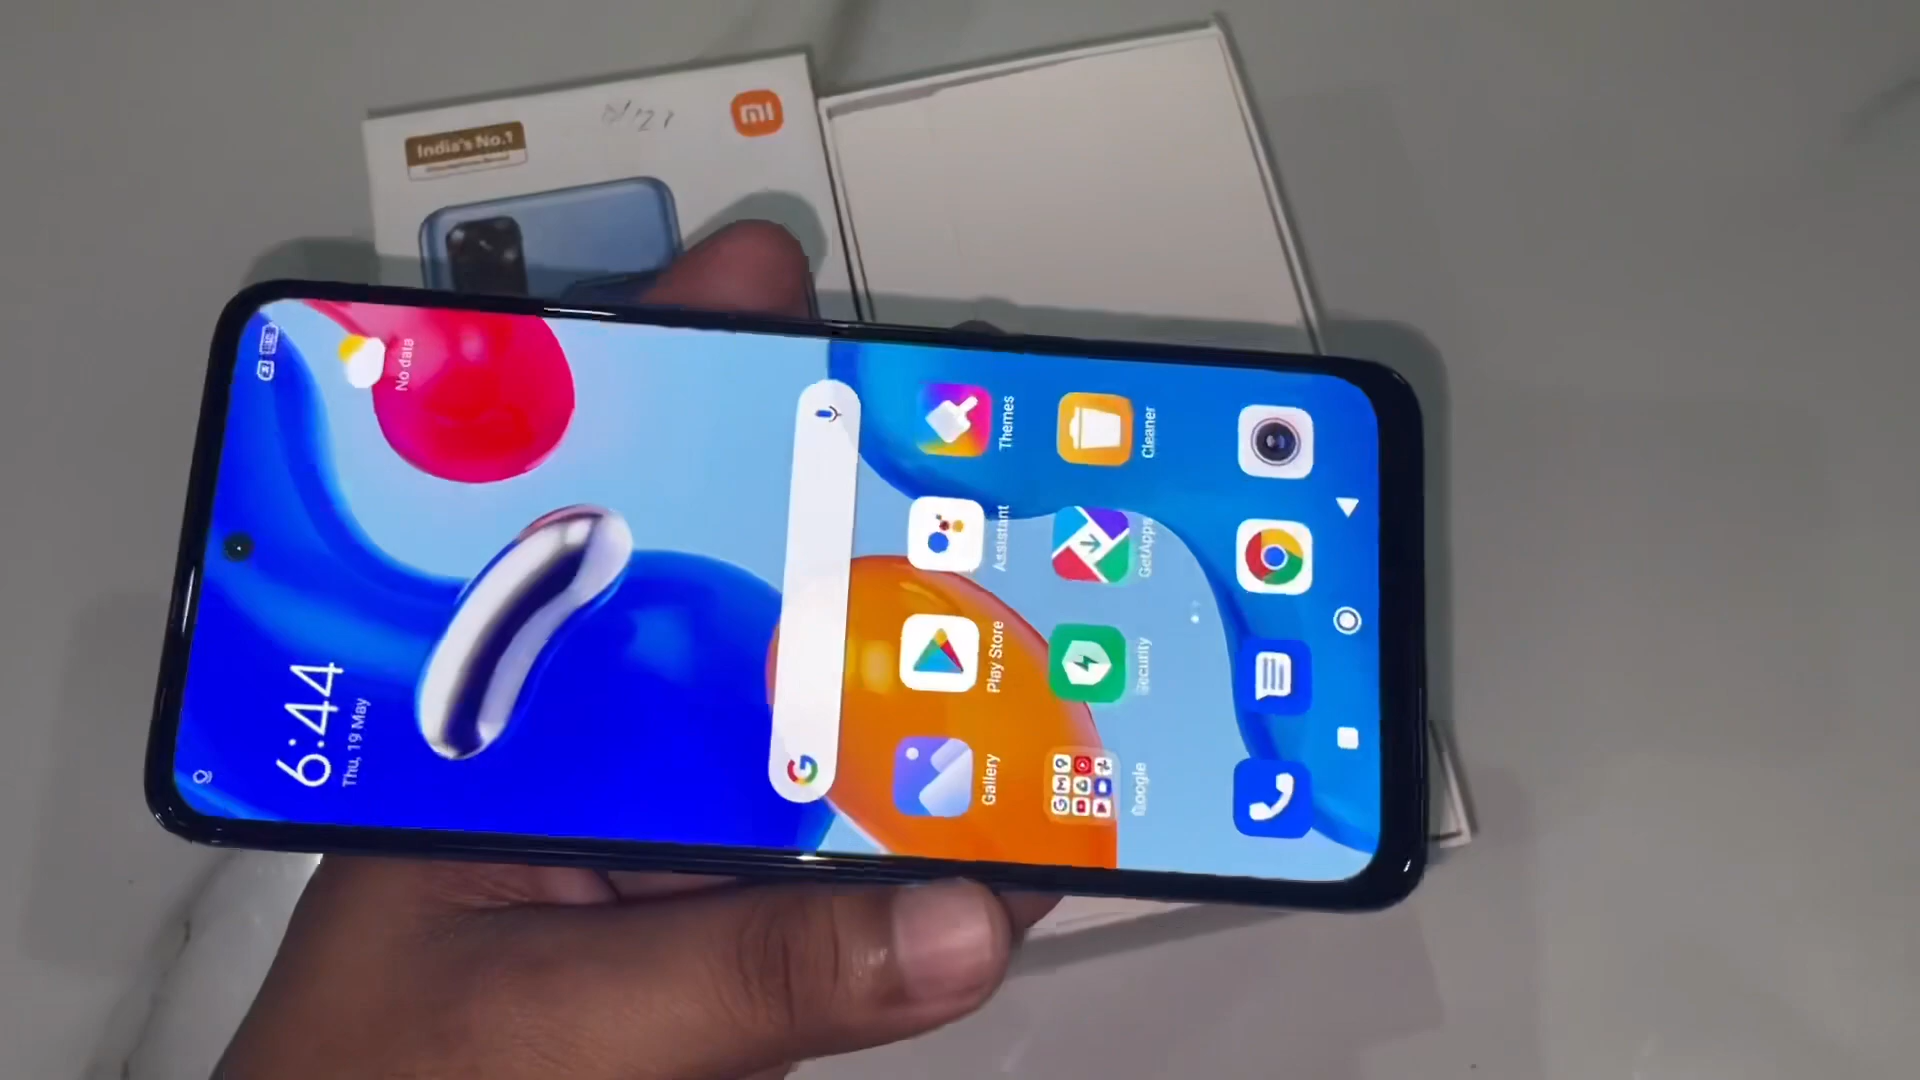 India's No.1
mi
6:44
Thu, 19 May
No data
Gallery
Play Store
Assistant
Themes
Google
Security
GetApps
Cleaner